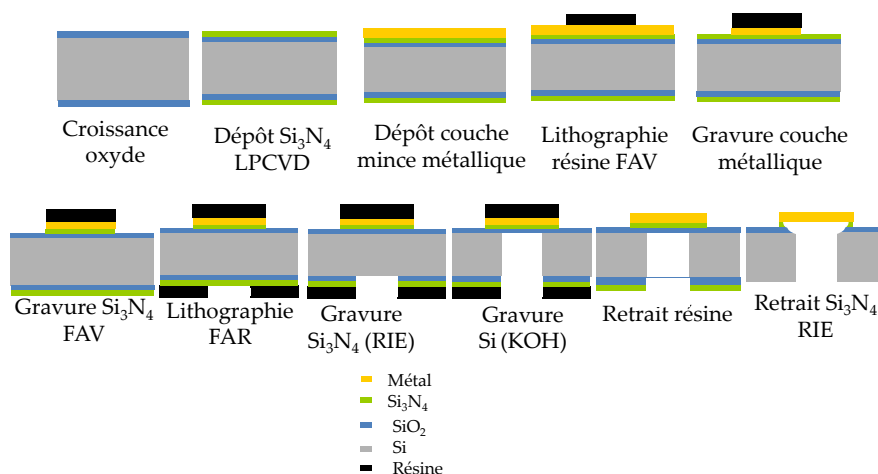 Croissance
oxyde
Dépôt Si₃N₄
LPCVD
Dépôt couche
mince métallique
Lithographie
résine FAV
Gravure couche
métallique
Gravure Si₃N₄
FAV
Lithographie
FAR
Gravure
Si₃N₄ (RIE)
Gravure
Si (KOH)
Retrait résine
Retrait Si₃N₄
RIE
Métal
Si₃N₄
SiO₂
Si
Résine